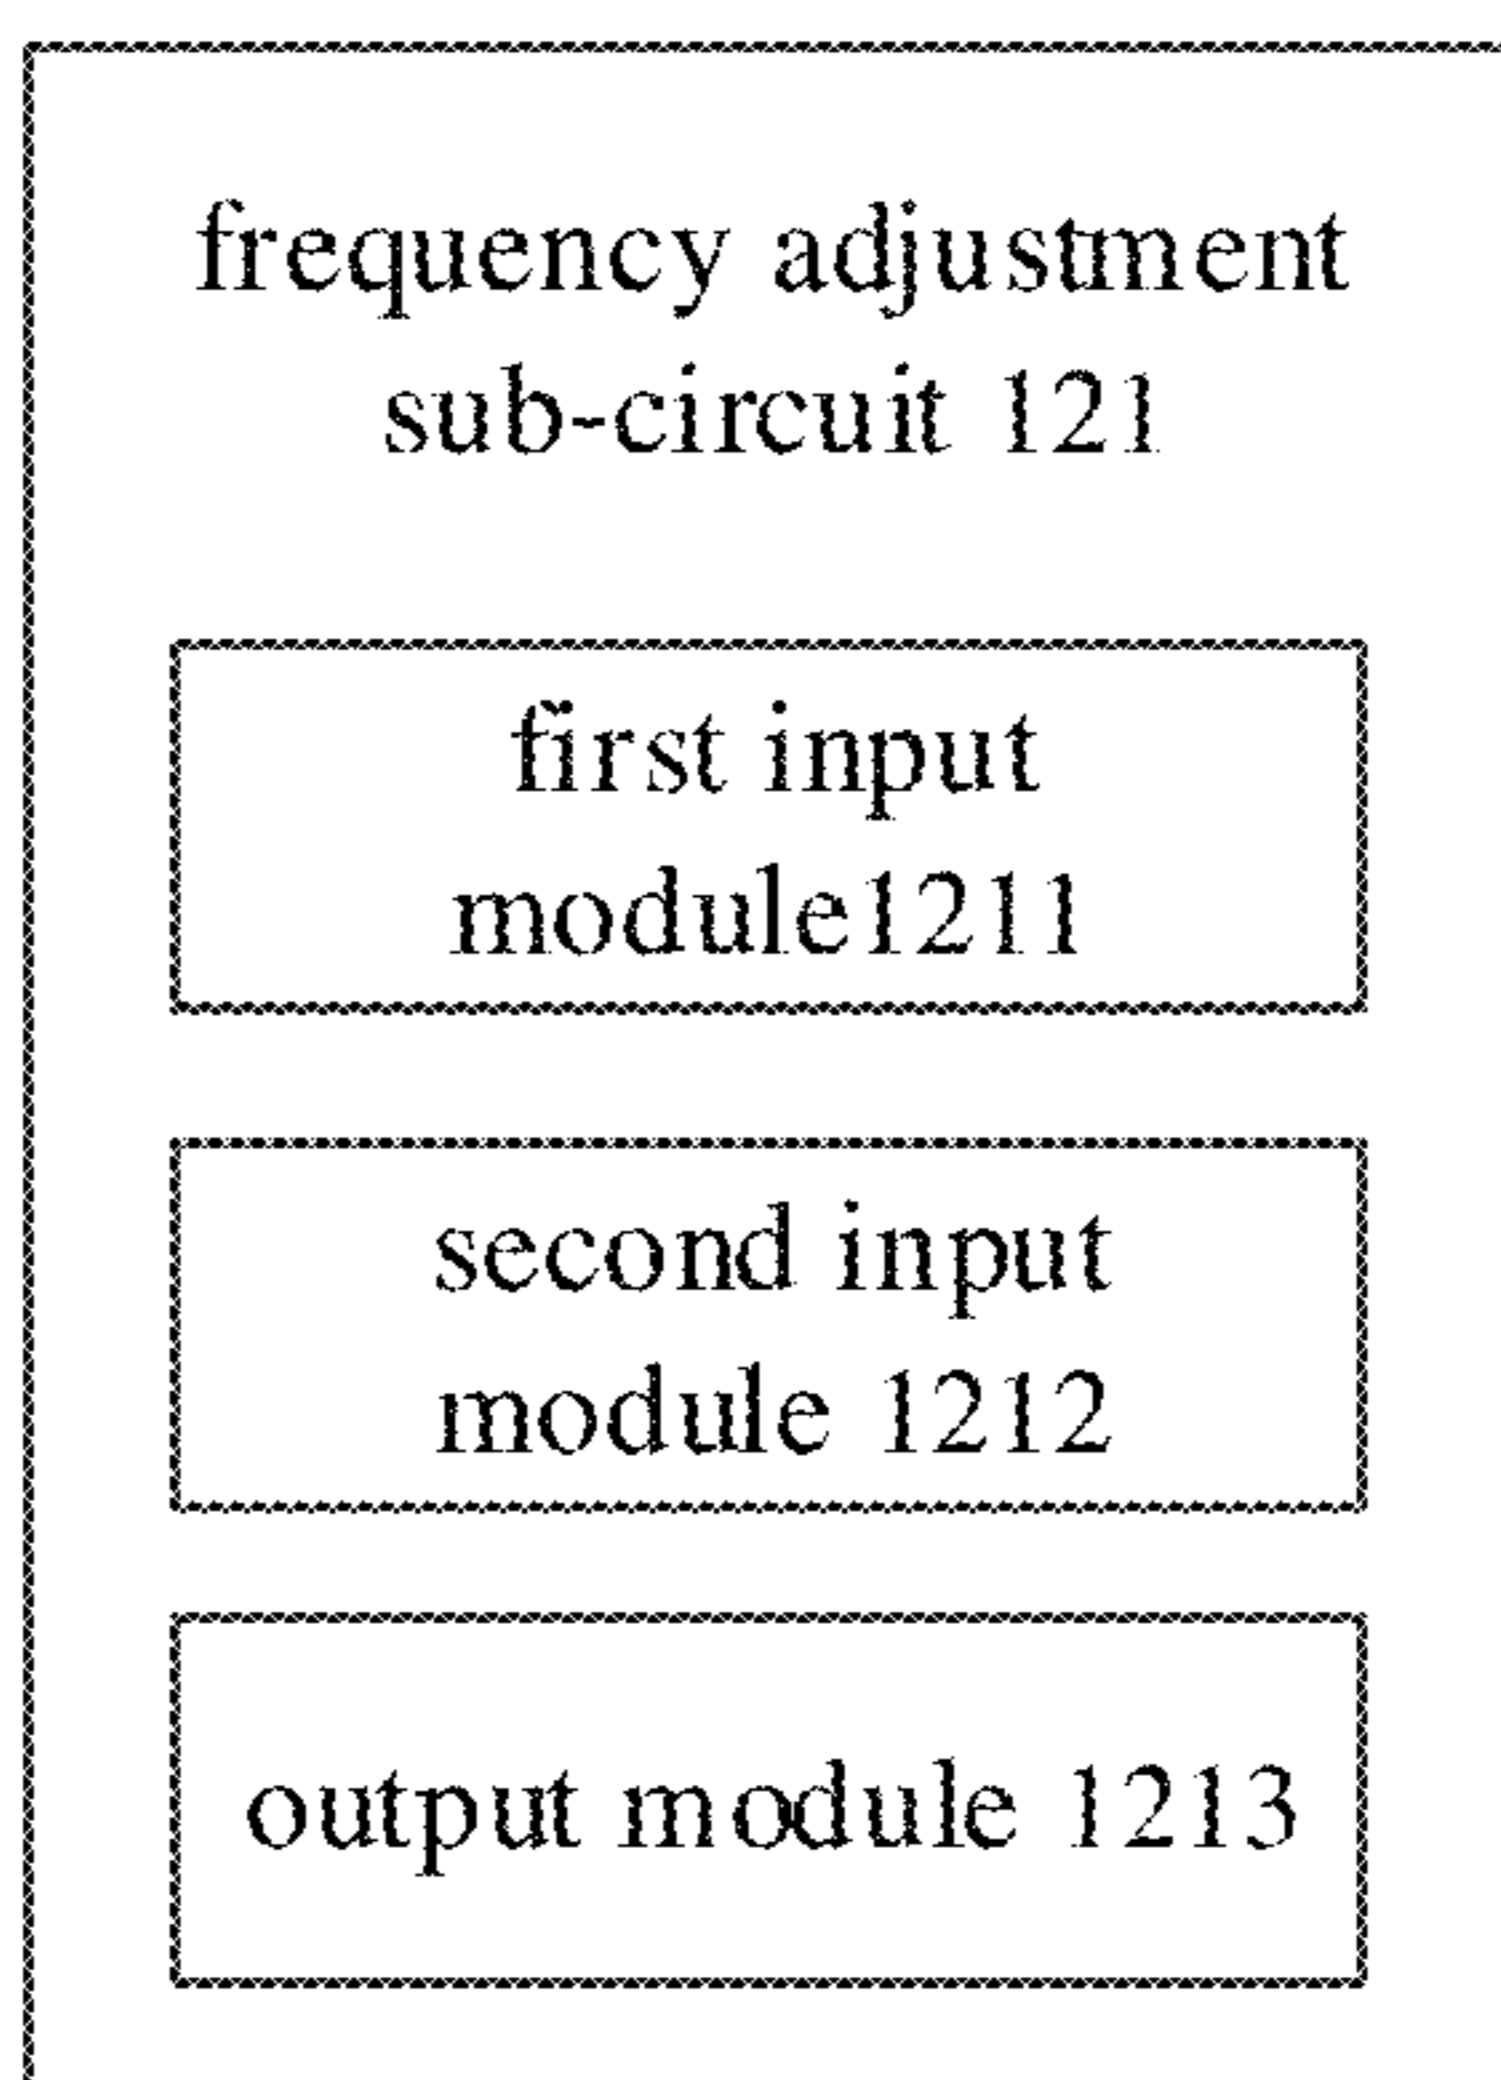 frequency adjustment
sub-circuit 121
first input
module1211
second input
module 1212
output module 1213